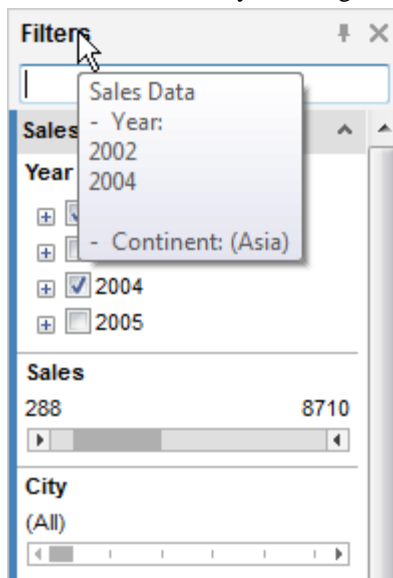 Filters
Sales Data
- Year:
2002
2004
- Continent: (Asia)
Sales
Year
2004
2005
Sales
288 8710
City
(All)